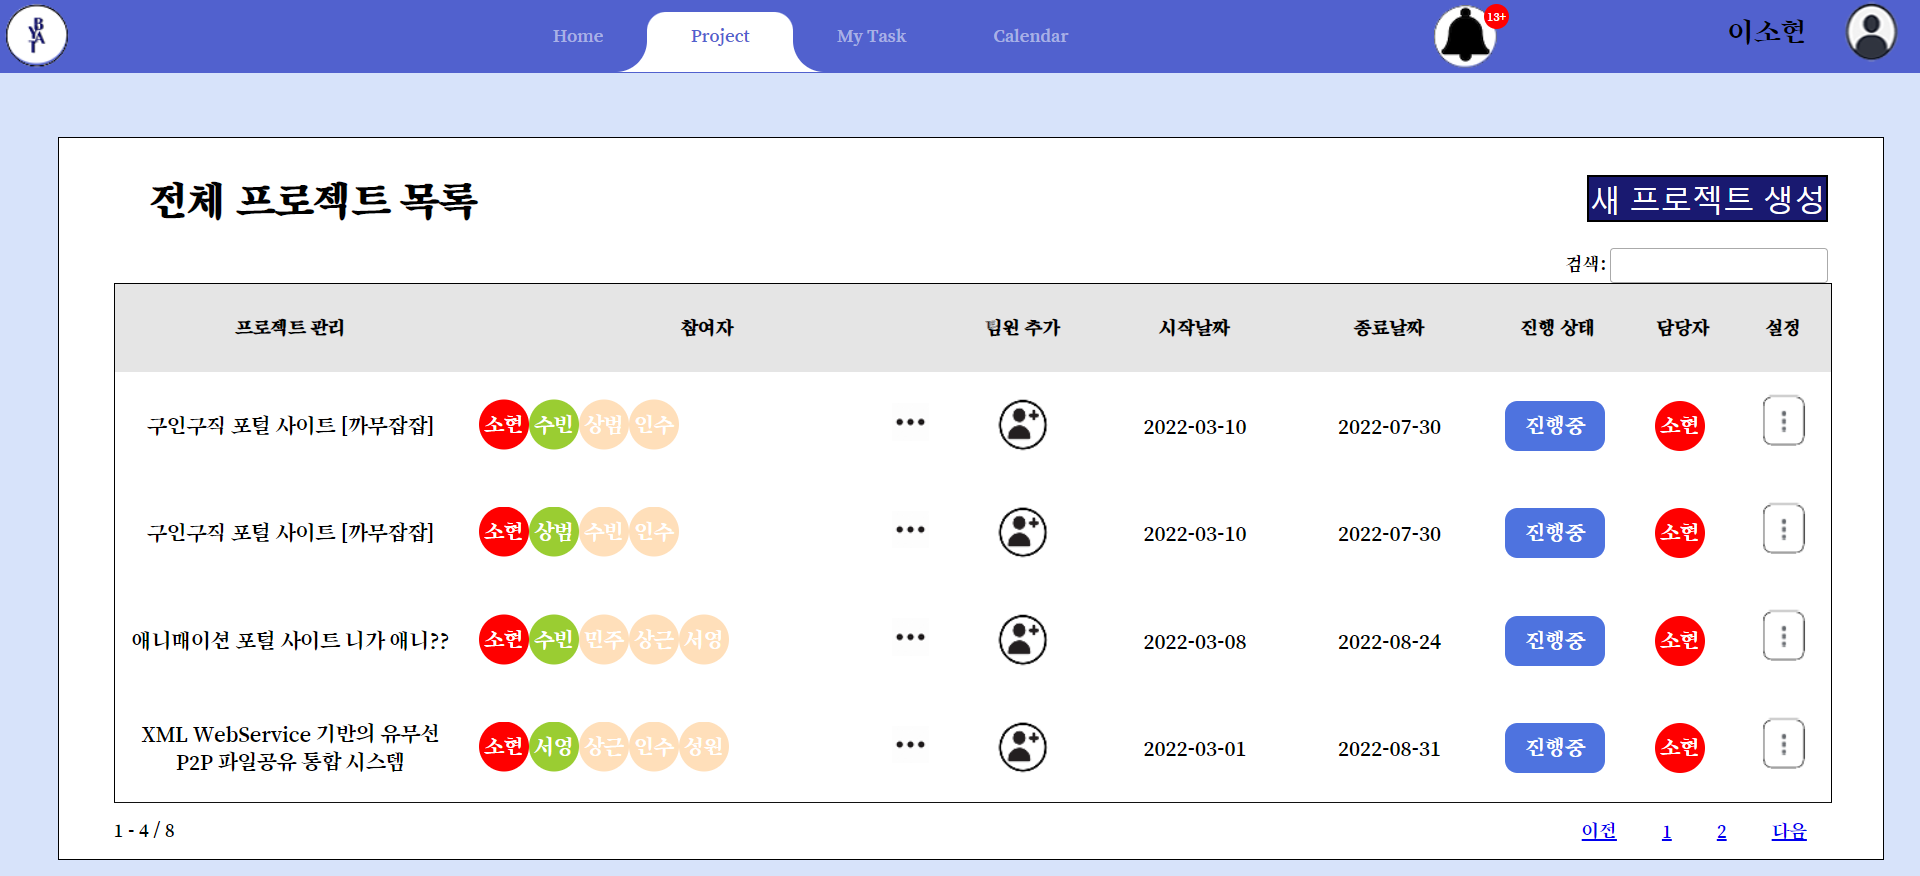 BYAT
Home
Project
My Task
Calendar
13+
이소현
전체 프로젝트 목록
새 프로젝트 생성
검색:
프로젝트 관리 참여자 팀원 추가 시작날짜 종료날짜 진행 상태 담당자 설정
구인구직 포털 사이트 [까무잡잡] 소현 수빈 상범 인수 2022-03-10 2022-07-30 진행중 소현
구인구직 포털 사이트 [까무잡잡] 소현 상범 수빈 인수 2022-03-10 2022-07-30 진행중 소현
애니매이션 포털 사이트 니가 애니?? 소현 수빈 민주 상근 서영 2022-03-08 2022-08-24 진행중 소현
XML WebService 기반의 유무선
P2P 파일공유 통합 시스템 소현 서영 상근 인수 성원 2022-03-01 2022-08-31 진행중 소현
1 - 4 / 8
이전 1 2 다음